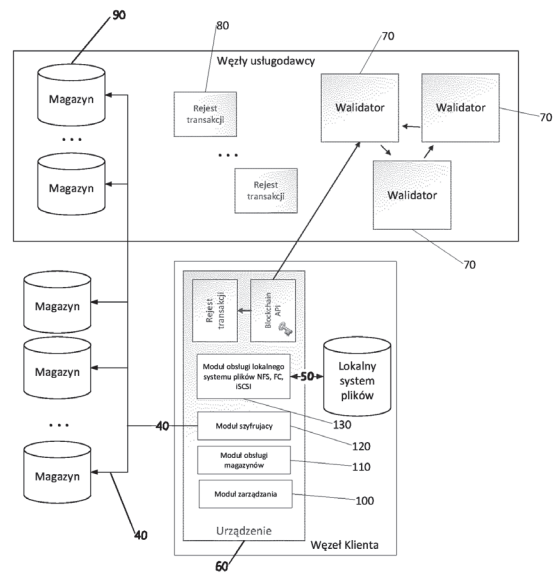 90
80
70
Węzły usługodawcy
Magazyn
...
Magazyn
Rejest
transakcji
...
Rejest
transakcji
Walidator
Walidator
70
Walidator
70
Magazyn
Magazyn
...
Magazyn
40
40
Rejest
transakcji
Blockchain
API
Moduł obsługi lokalnego
systemu plików NFS, FC,
iSCSI
50
Lokalny
system
plików
130
Moduł szyfrujacy
120
Moduł obsługi
magazynów
110
Moduł zarządzania
100
Urządzenie
Węzeł Klienta
60